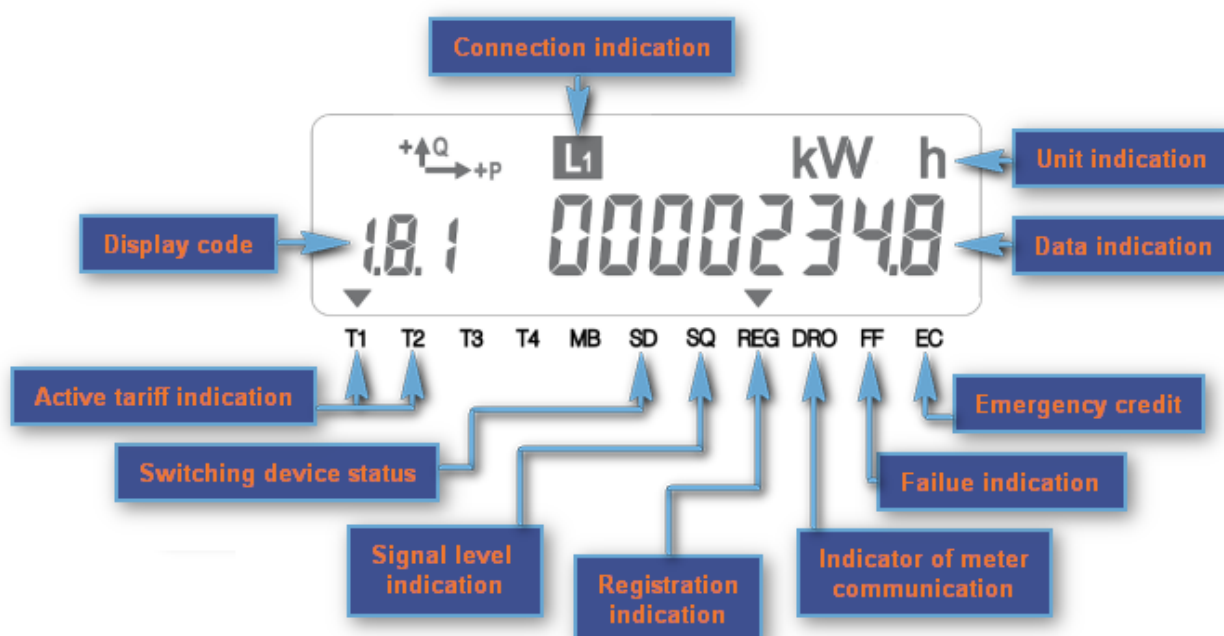 Connection indication
+Q
+P
L1
kW h
Unit indication
Display code
1.8.1
0000234.8
Data indication
T1 T2 T3 T4 MB SD SQ REG DRO FF EC
Active tariff indication
Emergency credit
Switching device status
Failue indication
Signal level
indication
Registration
indication
Indicator of meter
communication